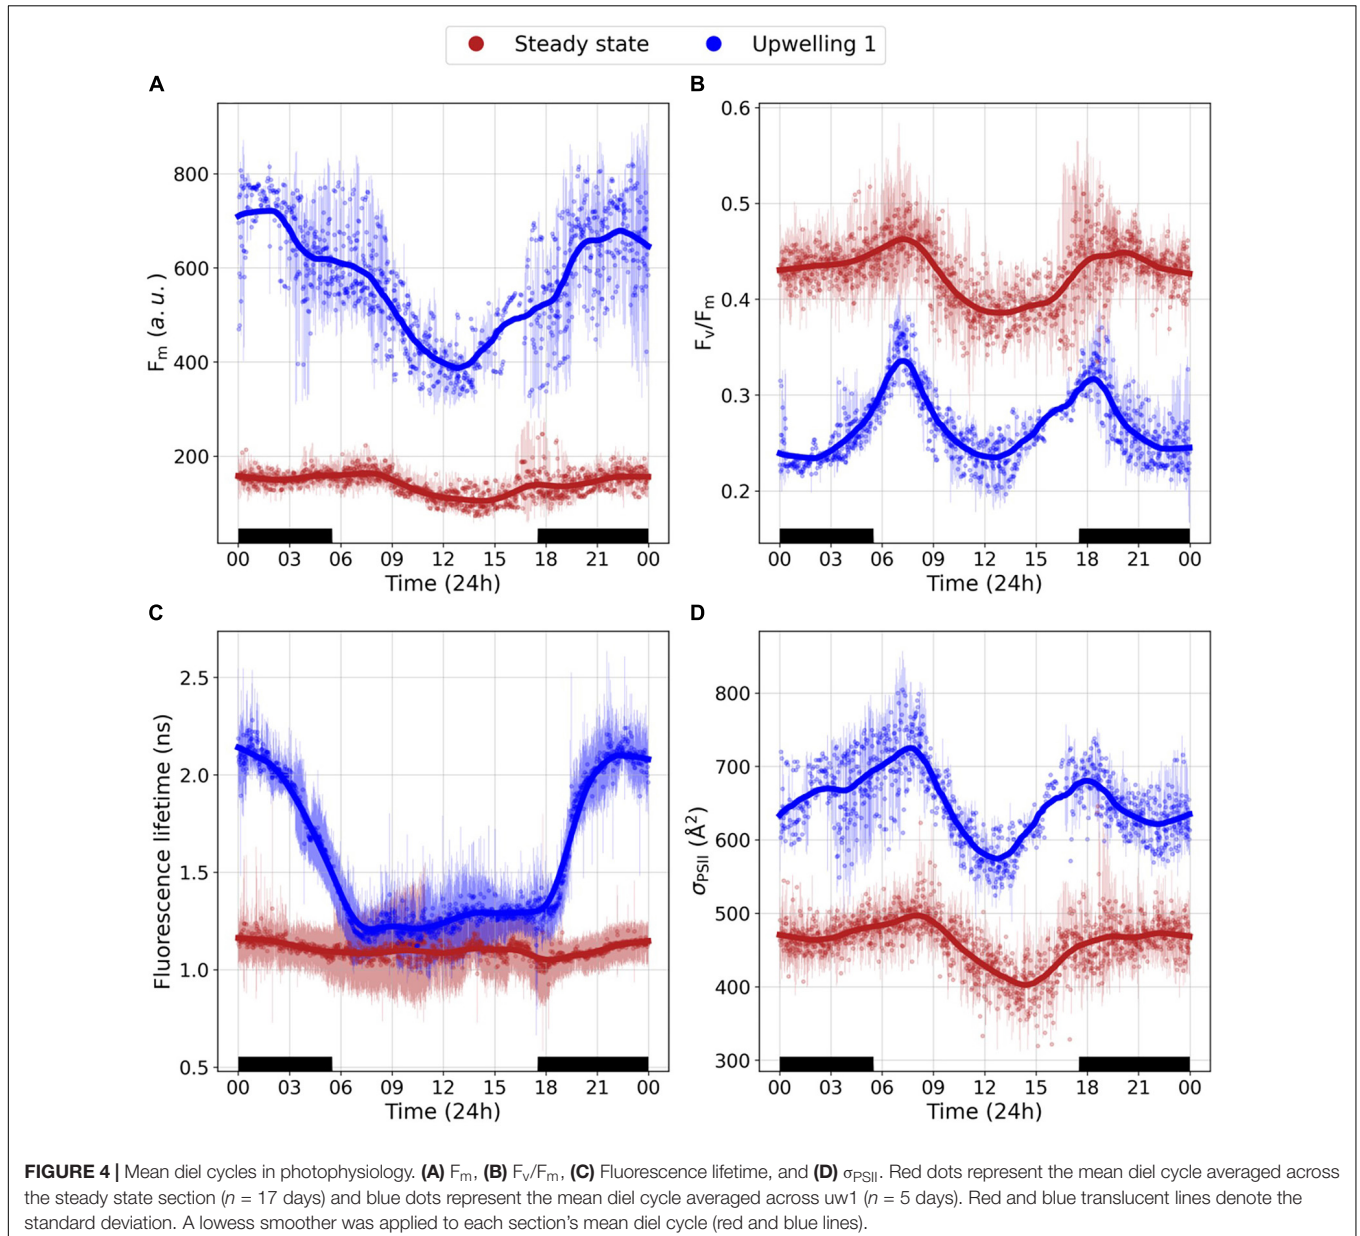 Steady state Upwelling 1
A
Fₘ (a. u.)
800
600
400
200
00 03 06 09 12 15 18 21 00
Time (24h)
B
Fᵥ/Fₘ
0.6
0.5
0.4
0.3
0.2
00 03 06 09 12 15 18 21 00
Time (24h)
C
Fluorescence lifetime (ns)
2.5
2.0
1.5
1.0
0.5
00 03 06 09 12 15 18 21 00
Time (24h)
D
σPSII (Å²)
800
700
600
500
400
300
00 03 06 09 12 15 18 21 00
Time (24h)
FIGURE 4 | Mean diel cycles in photophysiology. (A) Fₘ, (B) Fᵥ/Fₘ, (C) Fluorescence lifetime, and (D) σPSII. Red dots represent the mean diel cycle averaged across
the steady state section (n = 17 days) and blue dots represent the mean diel cycle averaged across uw1 (n = 5 days). Red and blue translucent lines denote the
standard deviation. A lowess smoother was applied to each section's mean diel cycle (red and blue lines).